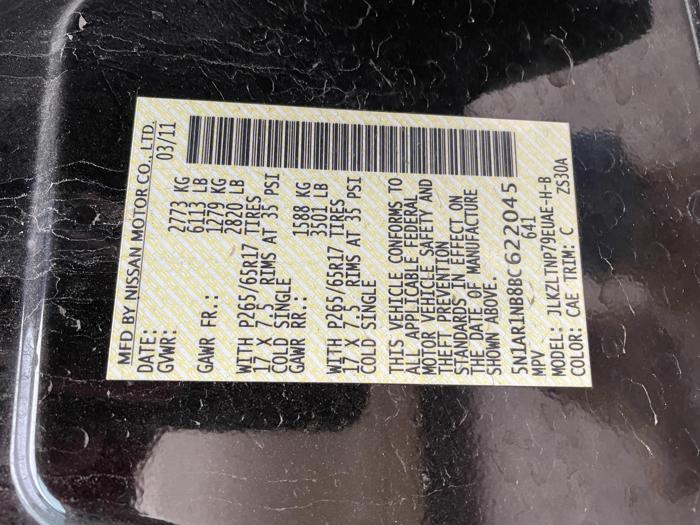 MFD BY NISSAN MOTOR CO., LTD.
DATE: 03/11
GVWR: 2773 KG
6113 LB
GAWR FR.: 1279 KG
2820 LB
WITH P265/65R17 TIRES
17 X 7.5 RIMS AT 35 PSI
COLD SINGLE
GAWR RR.: 1588 KG
3501 LB
WITH P265/65R17 TIRES
17 X 7.5 RIMS AT 35 PSI
COLD SINGLE
THIS VEHICLE CONFORMS TO
ALL APPLICABLE FEDERAL
MOTOR VEHICLE SAFETY AND
THEFT PREVENTION
STANDARDS IN EFFECT ON
THE DATE OF MANUFACTURE
SHOWN ABOVE.
5N1AR1NB8BC622045
MPV 641
MODEL: JLKZLTNP79EUAE-H-B
COLOR: CAE TRIM: C ZS30A